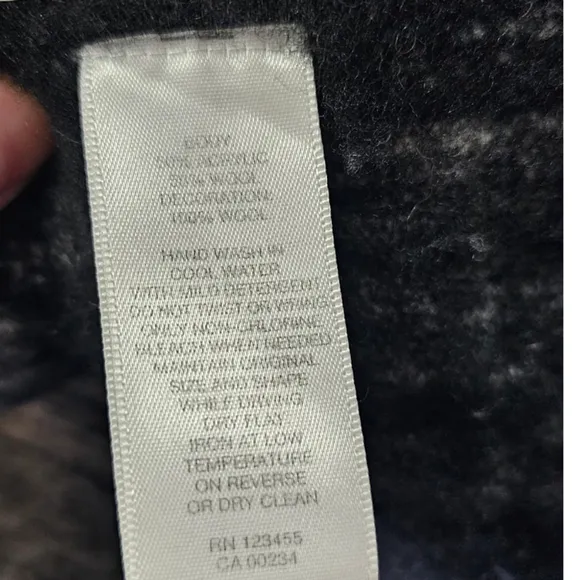 BODY
50% ACRYLIC
50% WOOL
DECORATION:
100% WOOL
HAND WASH IN
COOL WATER
WITH MILD DETERGENT
DO NOT TWIST OR WRING
ONLY NON-CHLORINE
BLEACH WHEN NEEDED
MAINTAIN ORIGINAL
SIZE AND SHAPE
WHILE DRYING
DRY FLAT
IRON AT LOW
TEMPERATURE
ON REVERSE
OR DRY CLEAN
RN 123455
CA 00234